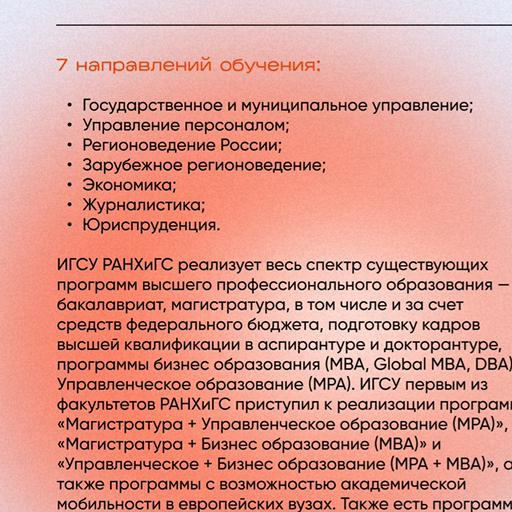 7 направлений обучения:
• Государственное и муниципальное управление;
• Управление персоналом;
• Регионоведение России;
• Зарубежное регионоведение;
• Экономика;
• Журналистика;
• Юриспруденция.
ИГСУ РАНХиГС реализует весь спектр существующих
программ высшего профессионального образования —
бакалавриат, магистратура, в том числе и за счет
средств федерального бюджета, подготовку кадров
высшей квалификации в аспирантуре и докторантуре,
программы бизнес образования (MBA, Global MBA, DBA)
Управленческое образование (MPA). ИГСУ первым из
факультетов РАНХиГС приступил к реализации
«Магистратура + Управленческое образование (MPA)»,
«Магистратура + Бизнес образование (MBA)» и
«Управленческое + Бизнес образование (MPA + MBA)», а
также программы с возможностью академической
мобильности в европейских вузах. Также есть